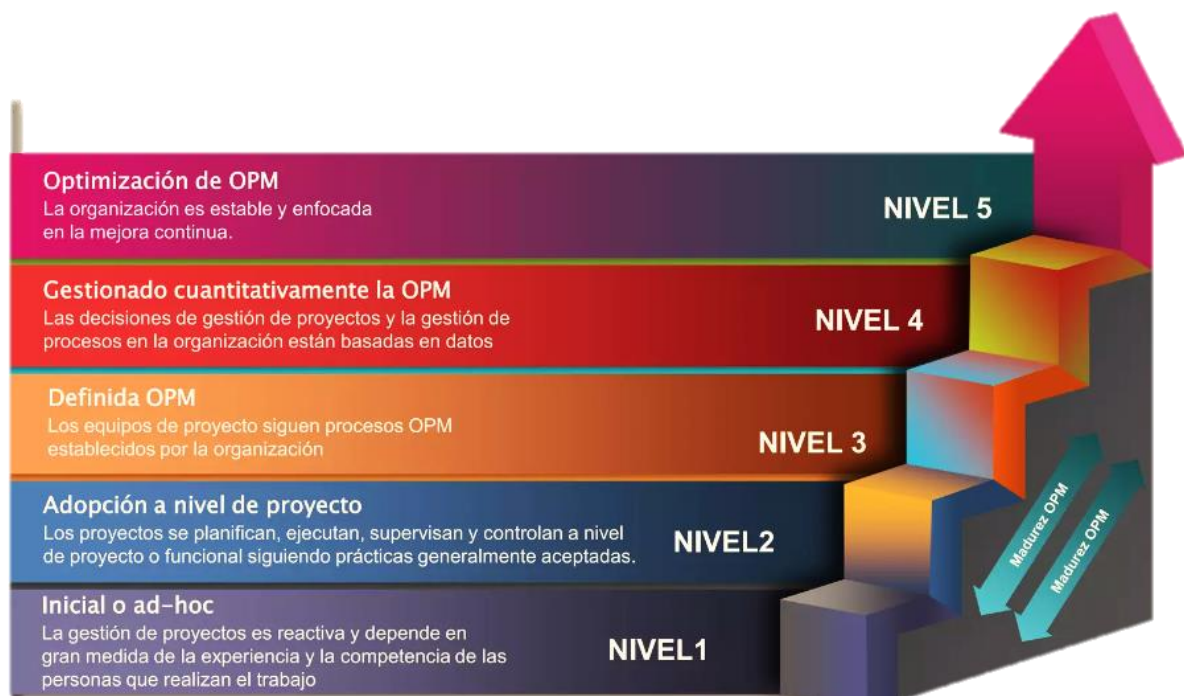 Optimización de OPM
La organización es estable y enfocada
en la mejora continua.
NIVEL 5
Gestionado cuantitativamente la OPM
Las decisiones de gestión de proyectos y la gestión de
procesos en la organización están basadas en datos
NIVEL 4
Definida OPM
Los equipos de proyecto siguen procesos OPM
establecidos por la organización
NIVEL 3
Adopción a nivel de proyecto
Los proyectos se planifican, ejecutan, supervisan y controlan a nivel
de proyecto o funcional siguiendo prácticas generalmente aceptadas.
NIVEL2
Inicial o ad-hoc
La gestión de proyectos es reactiva y depende en
gran medida de la experiencia y la competencia de las
personas que realizan el trabajo
NIVEL1
Madurez OPM
Madurez OPM